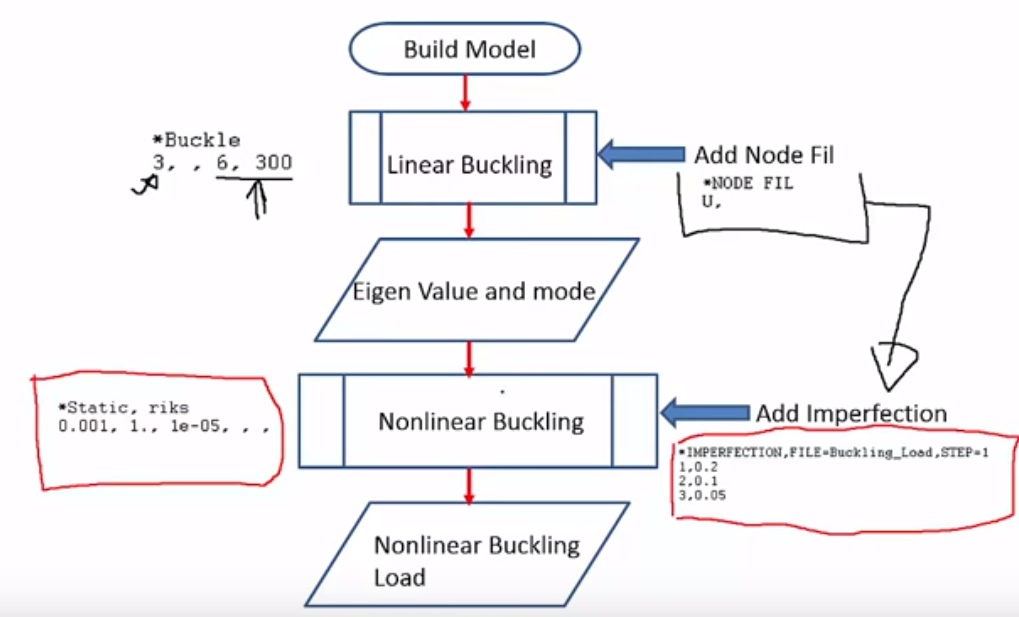 Build Model
*Buckle
3, , 6, 300
Linear Buckling
Add Node Fil
*NODE FIL
U,
Eigen Value and mode
*Static, riks
0.001, 1., 1e-05, , ,
Nonlinear Buckling
Add Imperfection
*IMPERFECTION,FILE=Buckling_Load,STEP=1
1,0.2
2,0.1
3,0.05
Nonlinear Buckling
Load